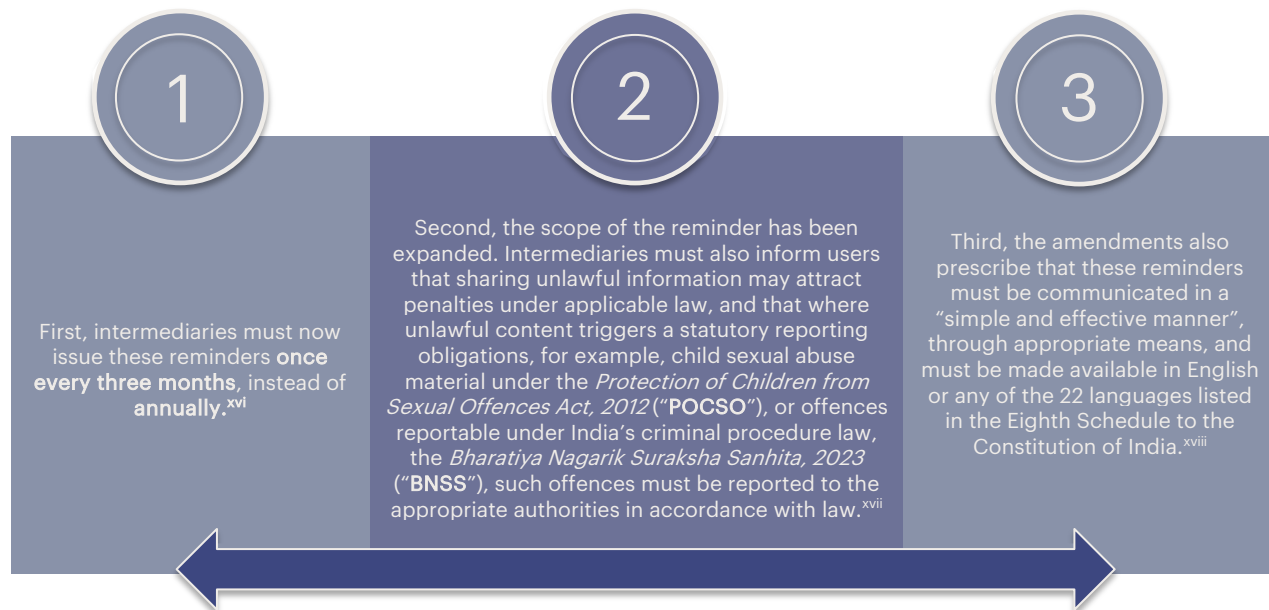 1
First, intermediaries must now
issue these reminders once
every three months, instead of
annually.xvi
2
Second, the scope of the reminder has been
expanded. Intermediaries must also inform users
that sharing unlawful information may attract
penalties under applicable law, and that where
unlawful content triggers a statutory reporting
obligations, for example, child sexual abuse
material under the Protection of Children from
Sexual Offences Act, 2012 (“POCSO”), or offences
reportable under India’s criminal procedure law,
the Bharatiya Nagarik Suraksha Sanhita, 2023
(“BNSS”), such offences must be reported to the
appropriate authorities in accordance with law.xvii
3
Third, the amendments also
prescribe that these reminders
must be communicated in a
“simple and effective manner”,
through appropriate means, and
must be made available in English
or any of the 22 languages listed
in the Eighth Schedule to the
Constitution of India.xviii